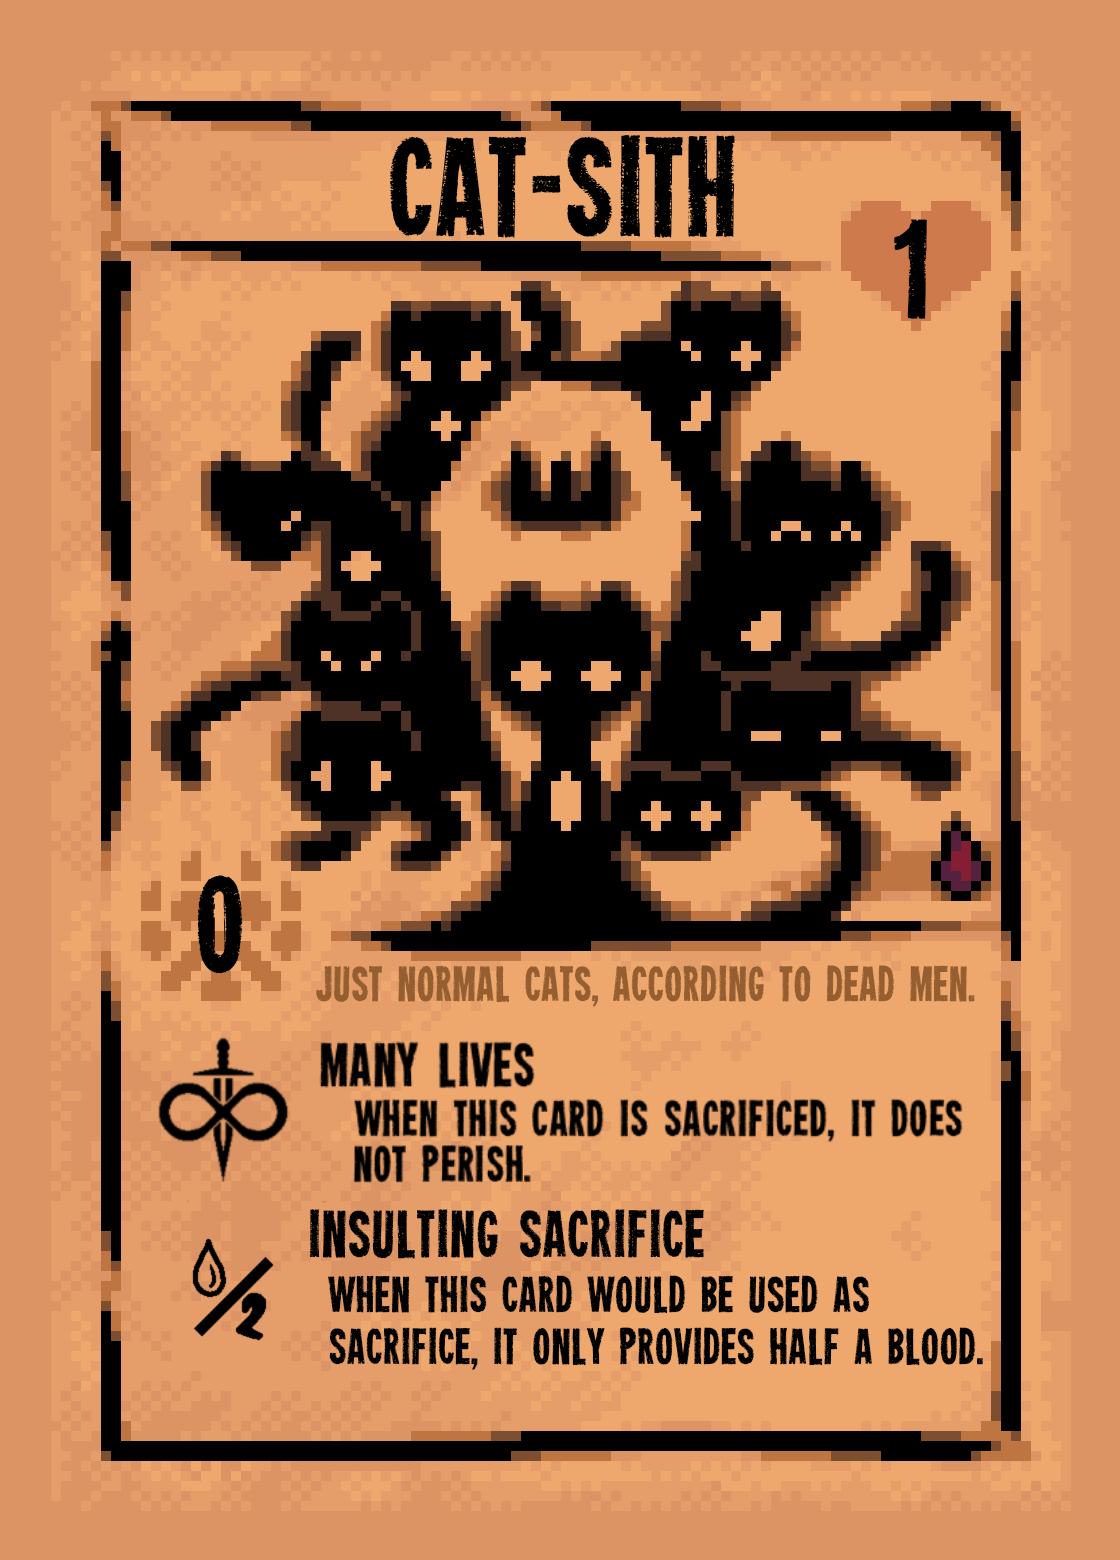 CAT-SITH
1
0
JUST NORMAL CATS, ACCORDING TO DEAD MEN.
MANY LIVES
WHEN THIS CARD IS SACRIFICED, IT DOES
NOT PERISH.
INSULTING SACRIFICE
/2
WHEN THIS CARD WOULD BE USED AS
SACRIFICE, IT ONLY PROVIDES HALF A BLOOD.